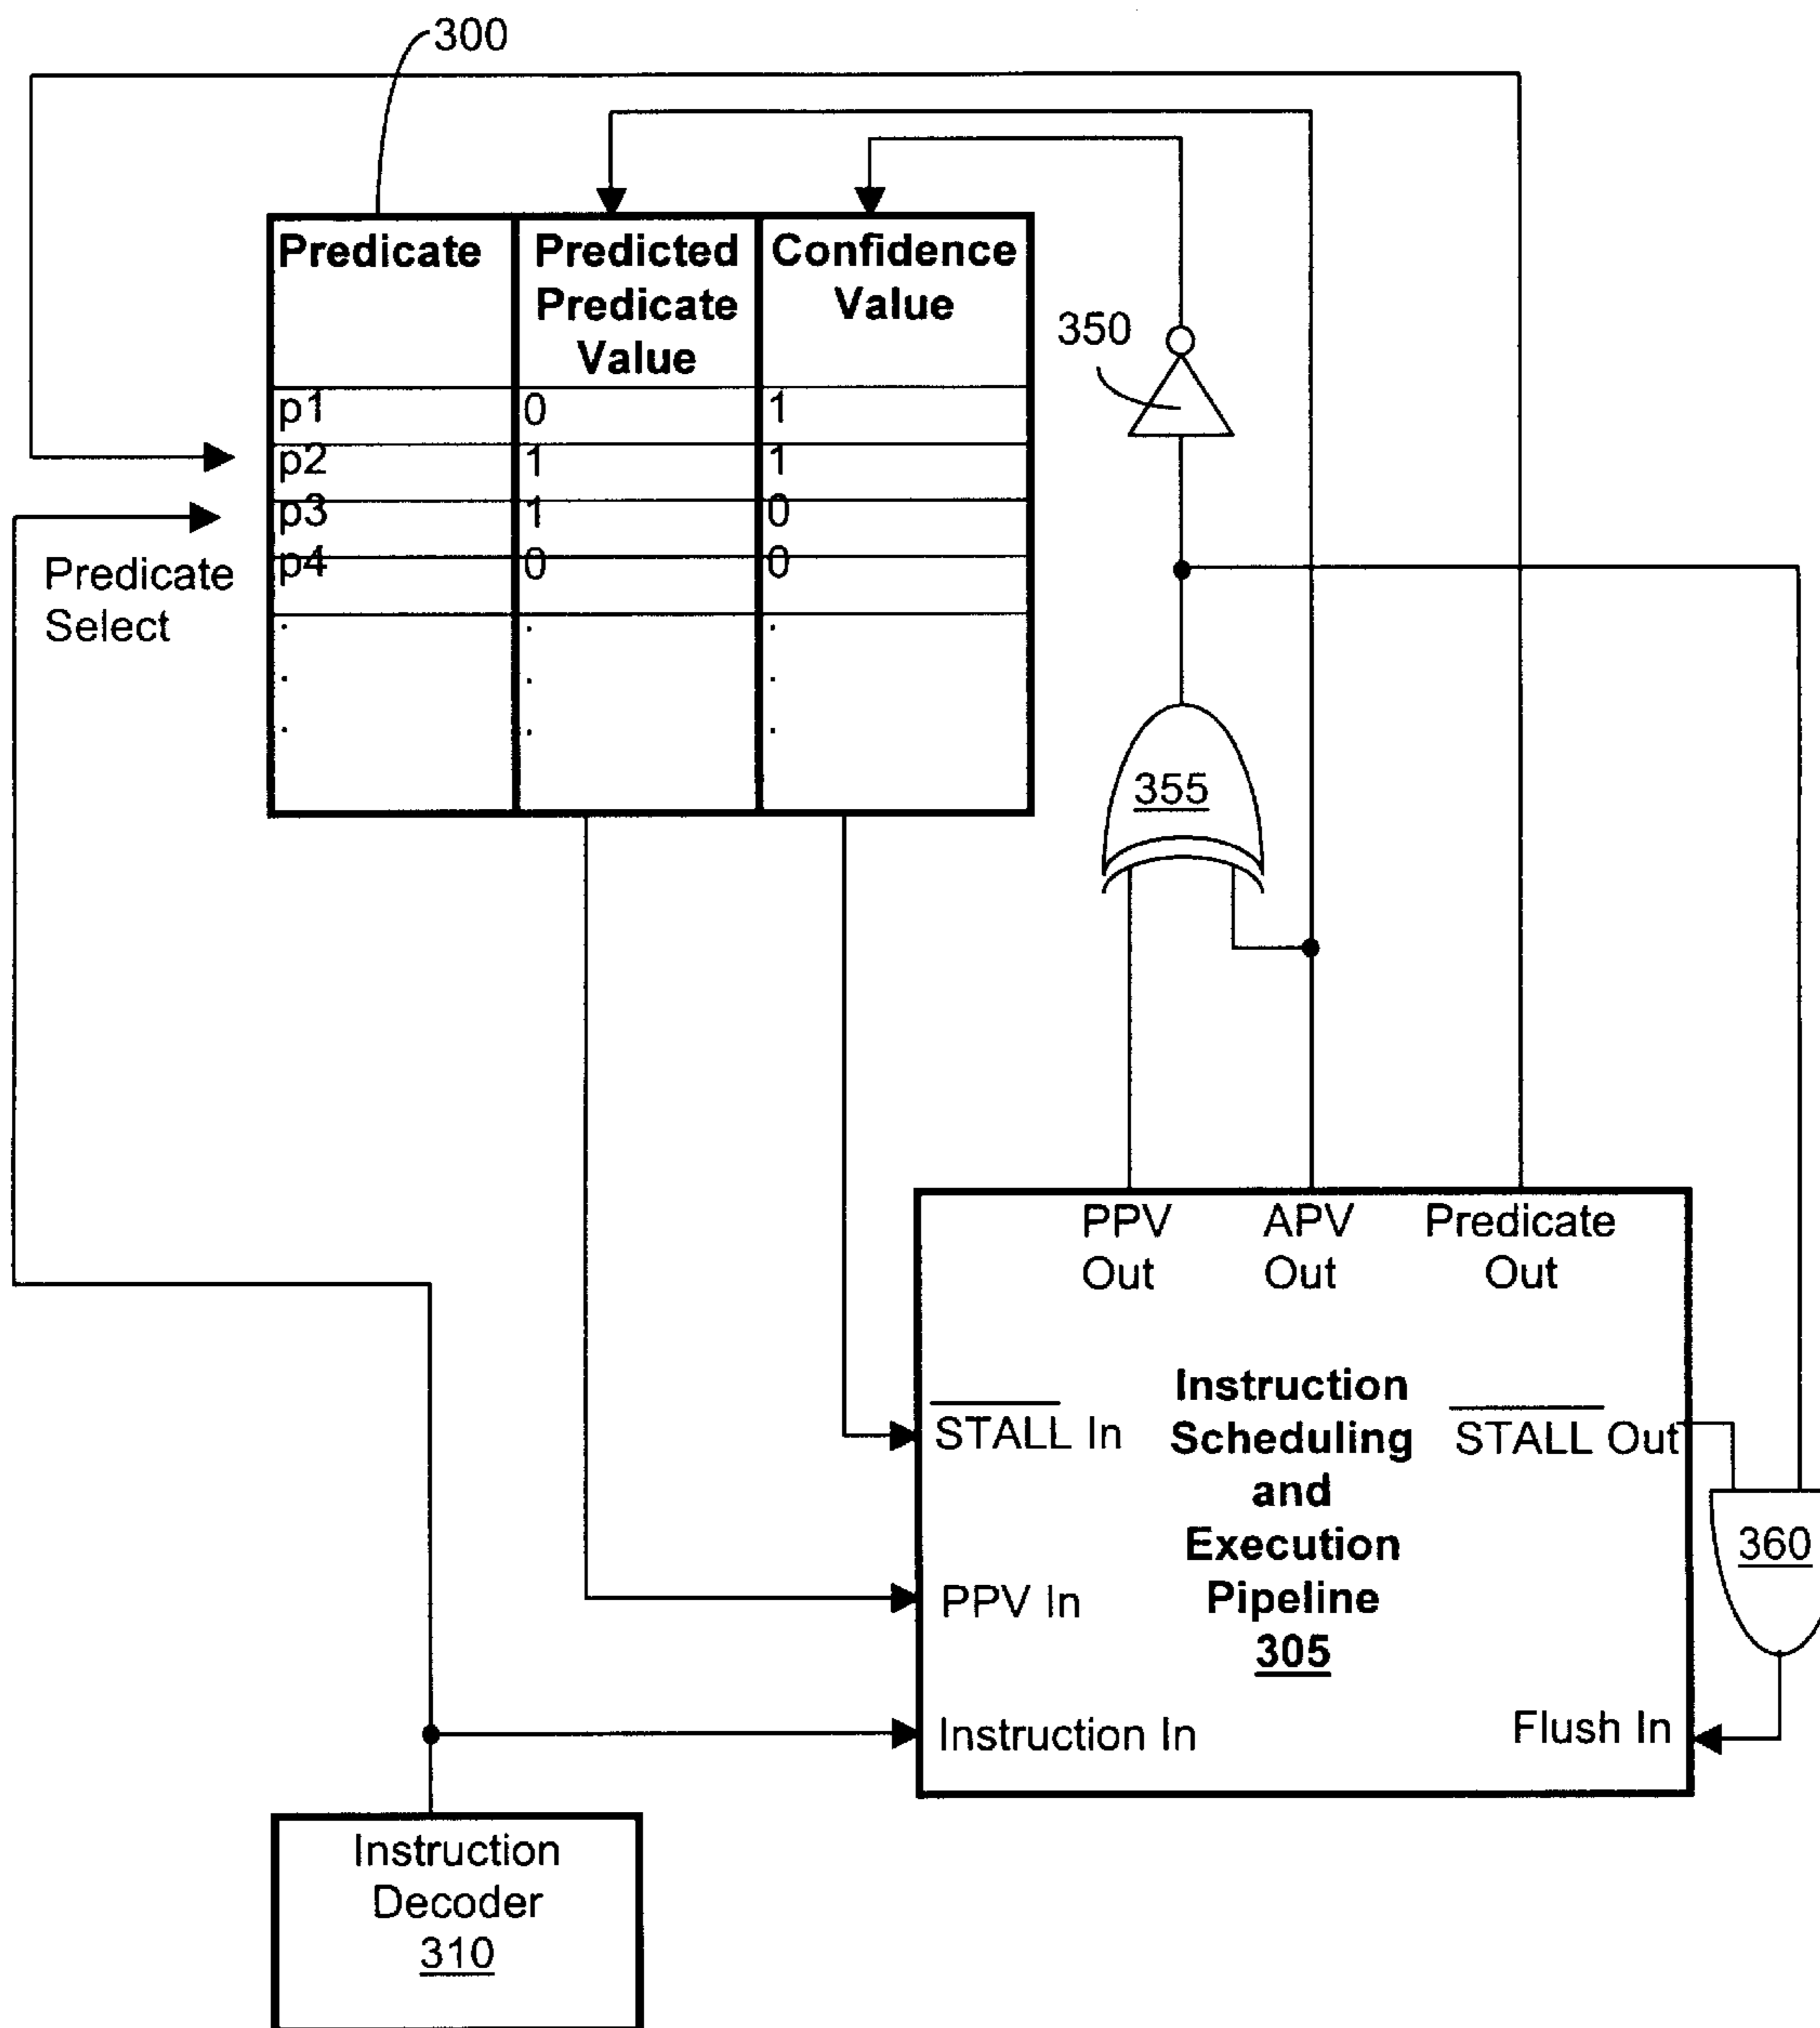 300
Predicate
Predicted
Predicate
Value
Confidence
Value
p1 0 1
p2 1 1
p3 1 0
p4 0 0
. . .
. . .
. . .
Predicate
Select
350
355
PPV
Out
APV
Out
Predicate
Out
STALL In
Instruction
Scheduling
and
Execution
Pipeline
305
STALL Out
PPV In
Instruction In
Flush In
360
Instruction
Decoder
310